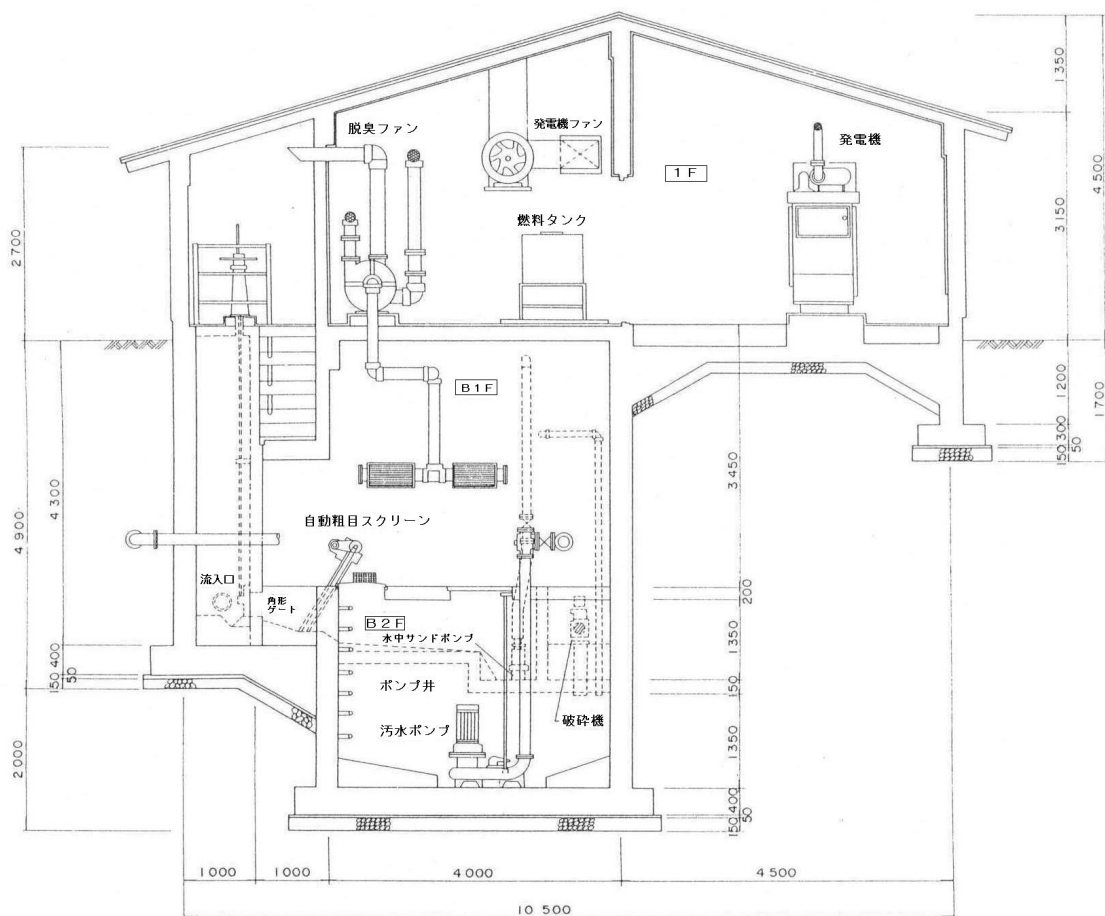 脱臭ファン
発電機ファン
発電機
1F
燃料タンク
B1F
自動粗目スクリーン
流入口
角形
ゲート
B2F
水中サンドポンプ
ポンプ井
汚水ポンプ
破砕機
2700
4900
2000
4300
150 400
50
1350
3150
4500
1200
1700
150 300
50
3450
200
1350
150
1350
150 400
50
1000
1000
4000
4500
10500